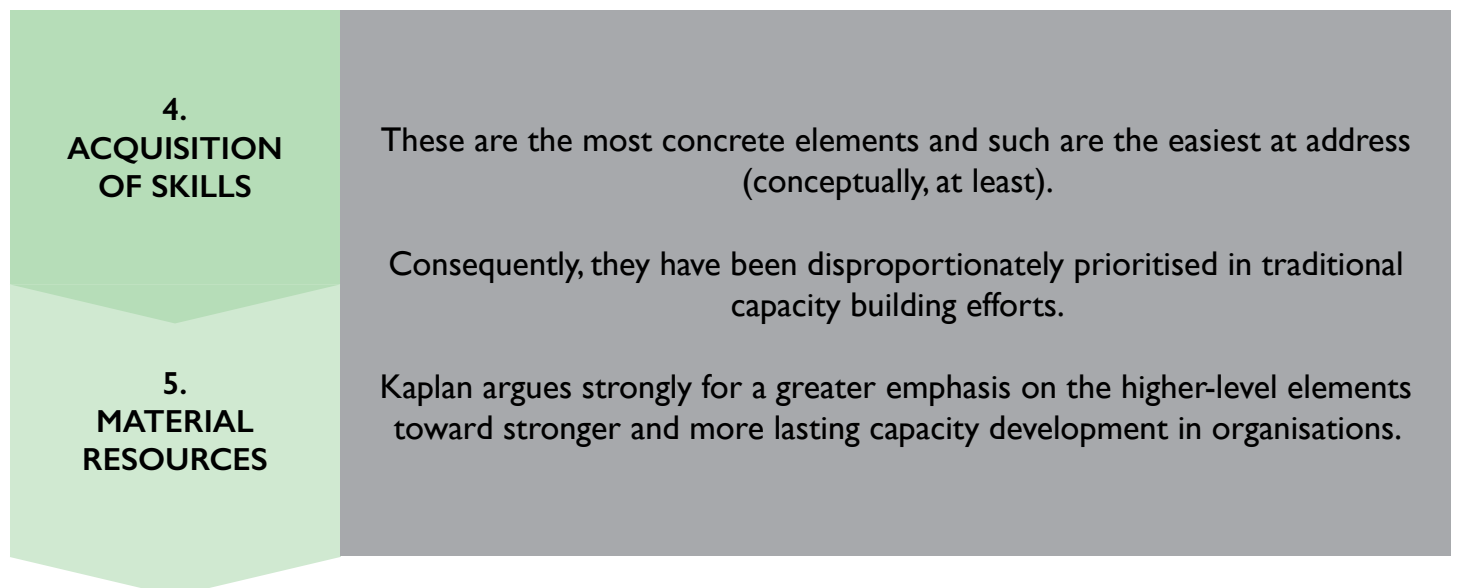 4.
ACQUISITION
OF SKILLS
These are the most concrete elements and such are the easiest at address
(conceptually, at least).
Consequently, they have been disproportionately prioritised in traditional
capacity building efforts.
5.
MATERIAL
RESOURCES
Kaplan argues strongly for a greater emphasis on the higher-level elements
toward stronger and more lasting capacity development in organisations.